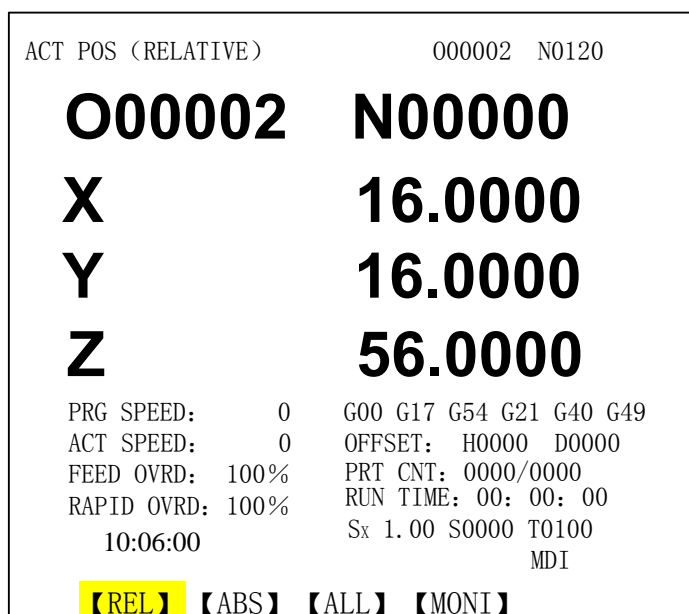 ACT POS（RELATIVE） O00002 N0120
O00002 N00000
X 16.0000
Y 16.0000
Z 56.0000
PRG SPEED： 0 G00 G17 G54 G21 G40 G49
ACT SPEED： 0 OFFSET： H0000 D0000
FEED OVRD： 100％ PRT CNT：0000/0000
RAPID OVRD：100％ RUN TIME：00：00：00
10:06:00 Sx 1.00 S0000 T0100
MDI
【REL】【ABS】【ALL】【MONI】